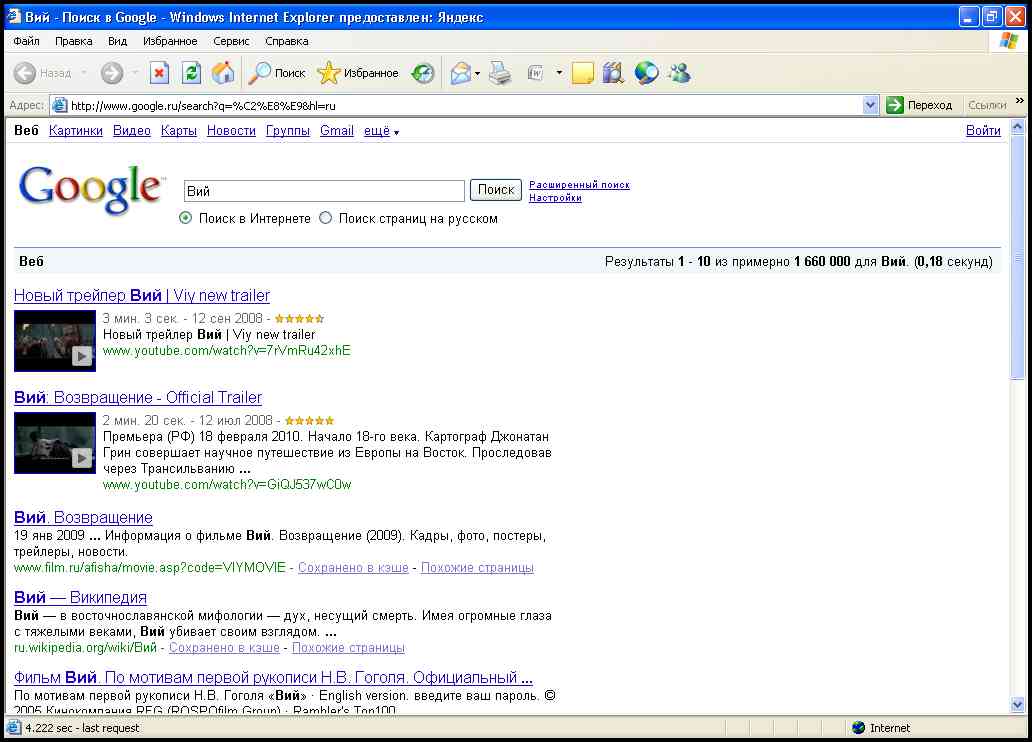 Вий - Поиск в Google - Windows Internet Explorer предоставлен: Яндекс
Файл Правка Вид Избранное Сервис Справка
Назад Поиск Избранное
Адрес: http://www.google.ru/search?q=%C2%E8%E9&hl=ru Переход Ссылки »
Веб Картинки Видео Карты Новости Группы Gmail ещё Войти
Google™
Вий Поиск Расширенный поиск
Настройки
Поиск в Интернете Поиск страниц на русском
Веб Результаты 1 - 10 из примерно 1 660 000 для Вий. (0,18 секунд)
Новый трейлер Вий | Viy new trailer
3 мин. 3 сек. - 12 сен 2008 -
Новый трейлер Вий | Viy new trailer
www.youtube.com/watch?v=7rVmRu42xhE
Вий: Возвращение - Official Trailer
2 мин. 20 сек. - 12 июл 2008 -
Премьера (РФ) 18 февраля 2010. Начало 18-го века. Картограф Джонатан
Грин совершает научное путешествие из Европы на Восток. Проследовав
через Трансильванию ...
www.youtube.com/watch?v=GiQJ537wC0w
Вий. Возвращение
19 янв 2009 ... Информация о фильме Вий. Возвращение (2009). Кадры, фото, постеры,
трейлеры, новости.
www.film.ru/afisha/movie.asp?code=VIYMOVIE - Сохранено в кэше - Похожие страницы
Вий — Википедия
Вий — в восточнославянской мифологии — дух, несущий смерть. Имея огромные глаза
с тяжелыми веками, Вий убивает своим взглядом. ...
ru.wikipedia.org/wiki/Вий - Сохранено в кэше - Похожие страницы
Фильм Вий. По мотивам первой рукописи Н.В. Гоголя. Официальный ...
По мотивам первой рукописи Н.В. Гоголя «Вий» · English version. введите ваш пароль. ©
2005 Кинокомпания РFG (ROSPOfilm Group) · Rambler's Top100
4.222 sec - last request Internet